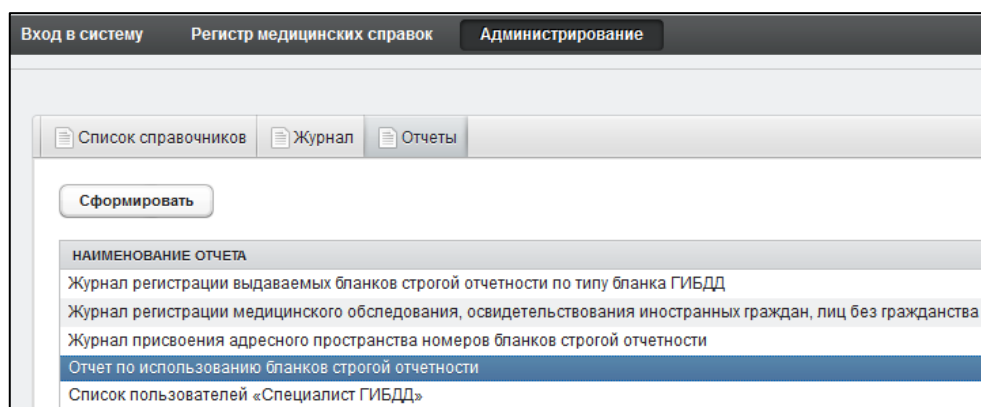 Вход в систему Регистр медицинских справок Администрирование
Список справочников Журнал Отчеты
Сформировать
НАИМЕНОВАНИЕ ОТЧЕТА
Журнал регистрации выдаваемых бланков строгой отчетности по типу бланка ГИБДД
Журнал регистрации медицинского обследования, освидетельствования иностранных граждан, лиц без гражданства
Журнал присвоения адресного пространства номеров бланков строгой отчетности
Отчет по использованию бланков строгой отчетности
Список пользователей «Специалист ГИБДД»